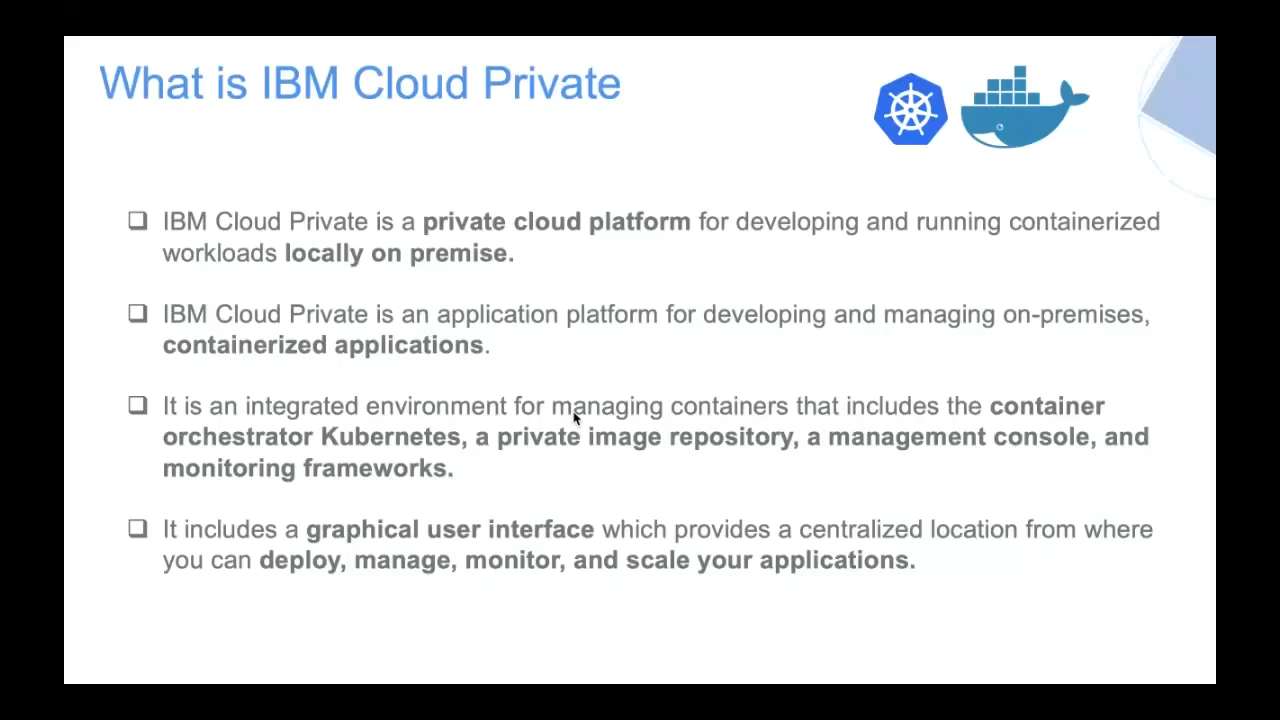 What is IBM Cloud Private
IBM Cloud Private is a private cloud platform for developing and running containerized
workloads locally on premise.
IBM Cloud Private is an application platform for developing and managing on-premises,
containerized applications.
It is an integrated environment for managing containers that includes the container
orchestrator Kubernetes, a private image repository, a management console, and
monitoring frameworks.
It includes a graphical user interface which provides a centralized location from where
you can deploy, manage, monitor, and scale your applications.